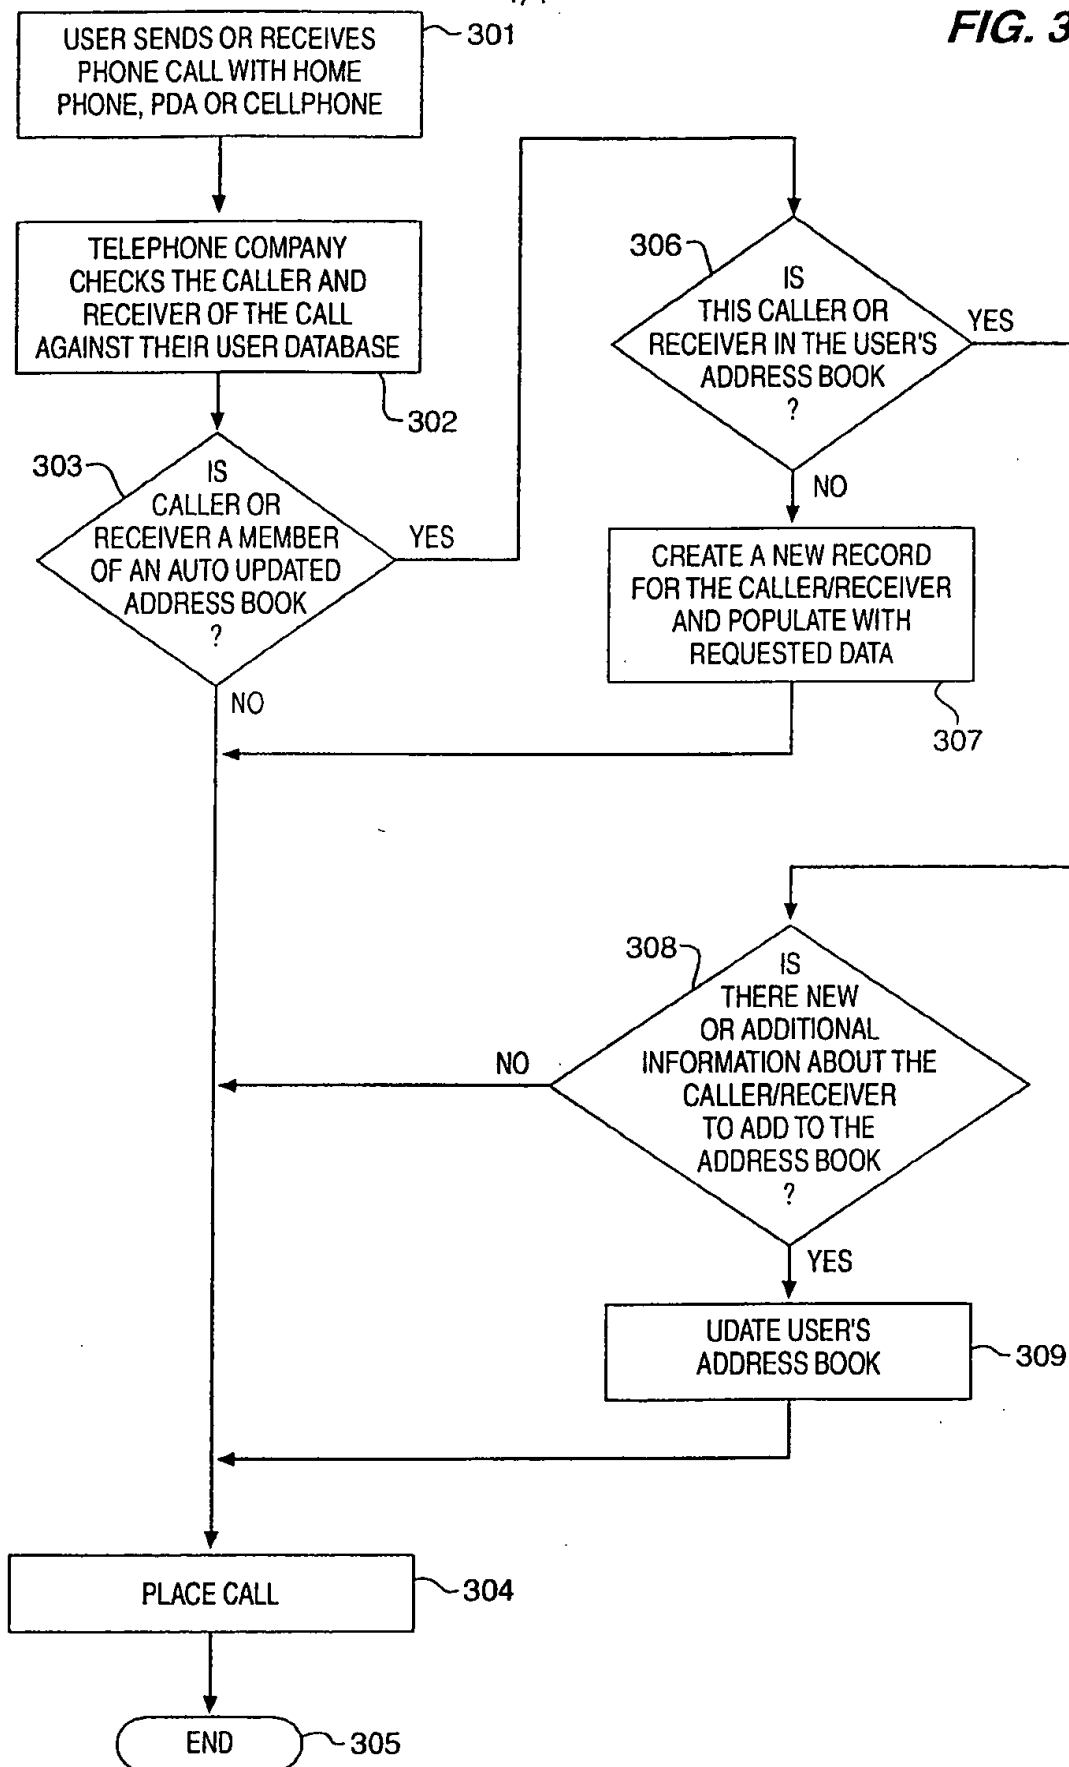 FIG. 3
USER SENDS OR RECEIVES
PHONE CALL WITH HOME
PHONE, PDA OR CELLPHONE
301
TELEPHONE COMPANY
CHECKS THE CALLER AND
RECEIVER OF THE CALL
AGAINST THEIR USER DATABASE
302
303
IS
CALLER OR
RECEIVER A MEMBER
OF AN AUTO UPDATED
ADDRESS BOOK
?
YES
NO
306
IS
THIS CALLER OR
RECEIVER IN THE USER'S
ADDRESS BOOK
?
YES
NO
CREATE A NEW RECORD
FOR THE CALLER/RECEIVER
AND POPULATE WITH
REQUESTED DATA
307
308
IS
THERE NEW
OR ADDITIONAL
INFORMATION ABOUT THE
CALLER/RECEIVER
TO ADD TO THE
ADDRESS BOOK
?
NO
YES
UDATE USER'S
ADDRESS BOOK
309
PLACE CALL
304
END
305